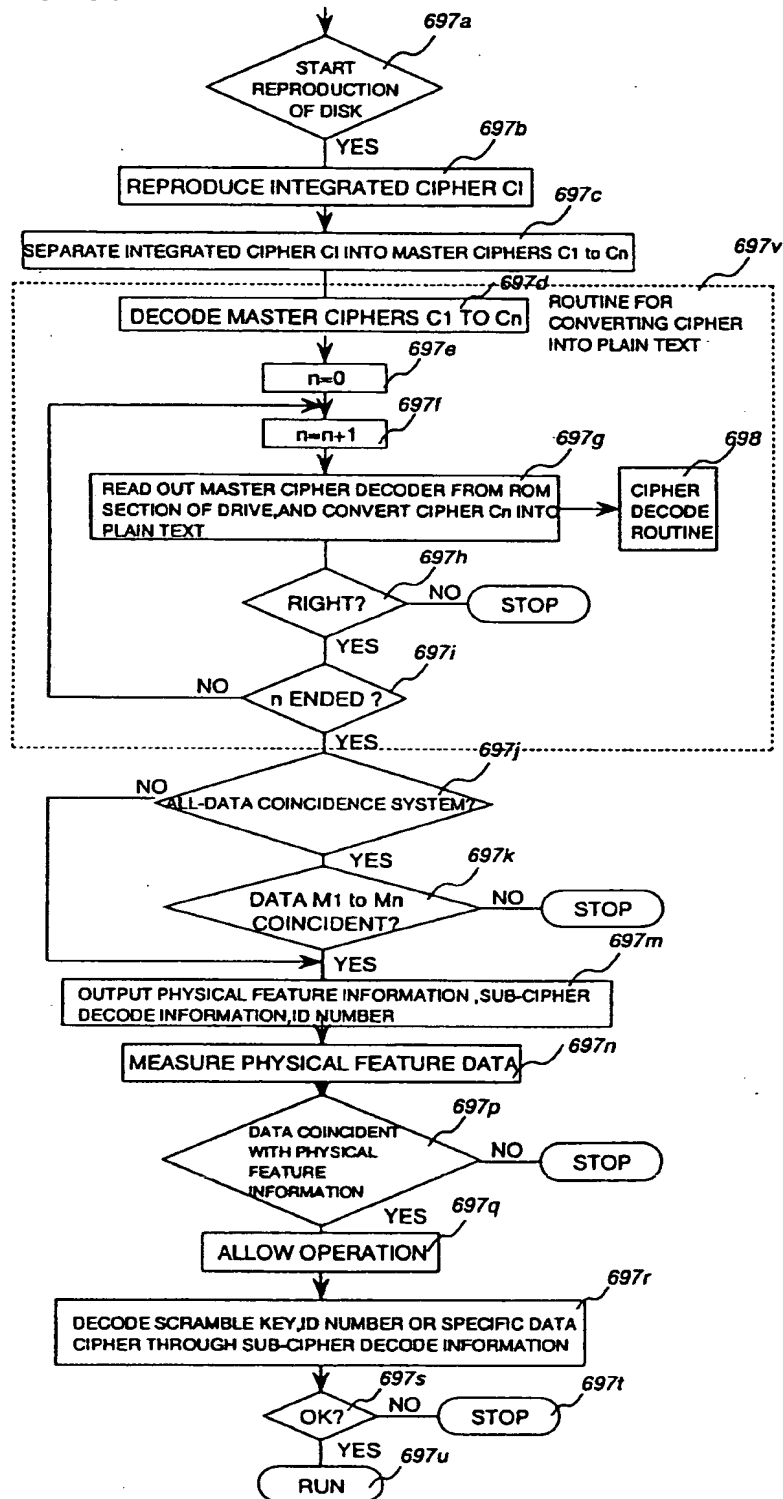 697a
START
REPRODUCTION
OF DISK
YES
697b
REPRODUCE INTEGRATED CIPHER CI
697c
SEPARATE INTEGRATED CIPHER CI INTO MASTER CIPHERS C1 to Cn
697v
697d
DECODE MASTER CIPHERS C1 TO Cn
ROUTINE FOR
CONVERTING CIPHER
INTO PLAIN TEXT
697e
n=0
697f
n=n+1
697g
READ OUT MASTER CIPHER DECODER FROM ROM
SECTION OF DRIVE,AND CONVERT CIPHER Cn INTO
PLAIN TEXT
698
CIPHER
DECODE
ROUTINE
697h
RIGHT?
NO
STOP
YES
697i
NO
n ENDED ?
YES
697j
NO
ALL-DATA COINCIDENCE SYSTEM?
YES
697k
DATA M1 to Mn
COINCIDENT?
NO
STOP
YES
697m
OUTPUT PHYSICAL FEATURE INFORMATION ,SUB-CIPHER
DECODE INFORMATION,ID NUMBER
697n
MEASURE PHYSICAL FEATURE DATA
697p
DATA COINCIDENT
WITH PHYSICAL
FEATURE
INFORMATION
NO
STOP
YES
697q
ALLOW OPERATION
697r
DECODE SCRAMBLE KEY,ID NUMBER OR SPECIFIC DATA
CIPHER THROUGH SUB-CIPHER DECODE INFORMATION
697s
OK?
NO
STOP
697t
YES
RUN
697u